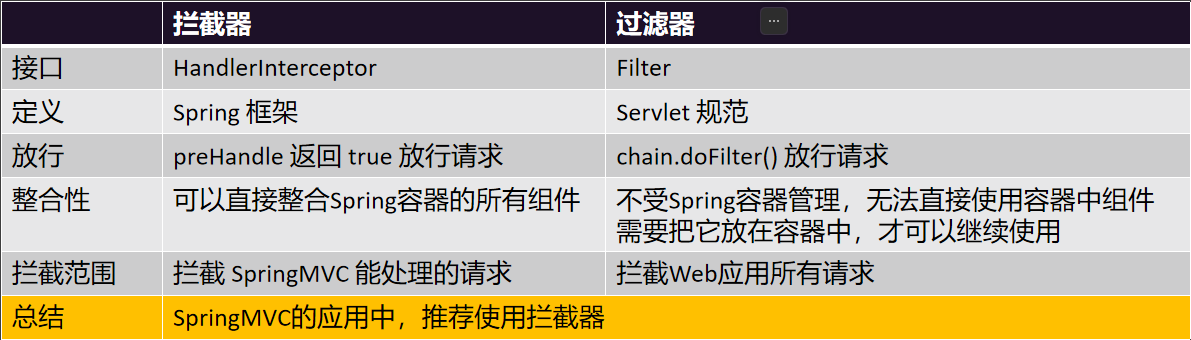 拦截器 过滤器
接口 HandlerInterceptor Filter
定义 Spring 框架 Servlet 规范
放行 preHandle 返回 true 放行请求 chain.doFilter() 放行请求
整合性 可以直接整合Spring容器的所有组件 不受Spring容器管理，无法直接使用容器中组件
需要把它放在容器中，才可以继续使用
拦截范围 拦截 SpringMVC 能处理的请求 拦截Web应用所有请求
总结 SpringMVC的应用中，推荐使用拦截器